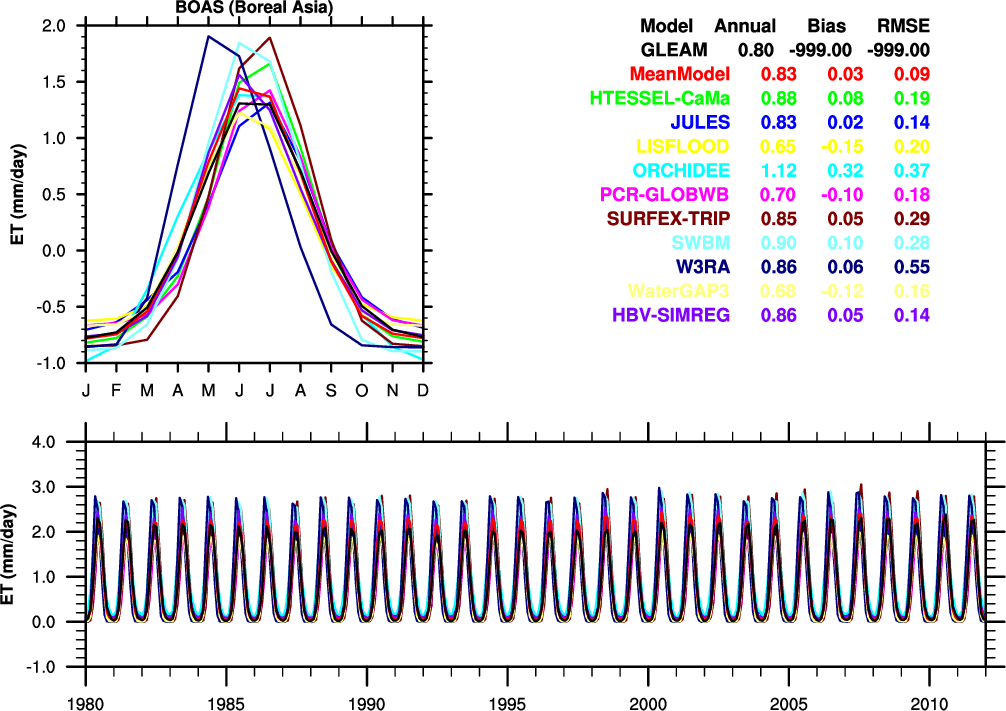 BOAS (Boreal Asia)
2.0
1.5
1.0
0.5
0.0
-0.5
-1.0
ET (mm/day)
J F M A M J J A S O N D
Model Annual Bias RMSE
GLEAM 0.80 -999.00 -999.00
MeanModel 0.83 0.03 0.09
HTESSEL-CaMa 0.88 0.08 0.19
JULES 0.83 0.02 0.14
LISFLOOD 0.65 -0.15 0.20
ORCHIDEE 1.12 0.32 0.37
PCR-GLOBWB 0.70 -0.10 0.18
SURFEX-TRIP 0.85 0.05 0.29
SWBM 0.90 0.10 0.28
W3RA 0.86 0.06 0.55
WaterGAP3 0.68 -0.12 0.16
HBV-SIMREG 0.86 0.05 0.14
4.0
3.0
2.0
1.0
0.0
-1.0
ET (mm/day)
1980 1985 1990 1995 2000 2005 2010